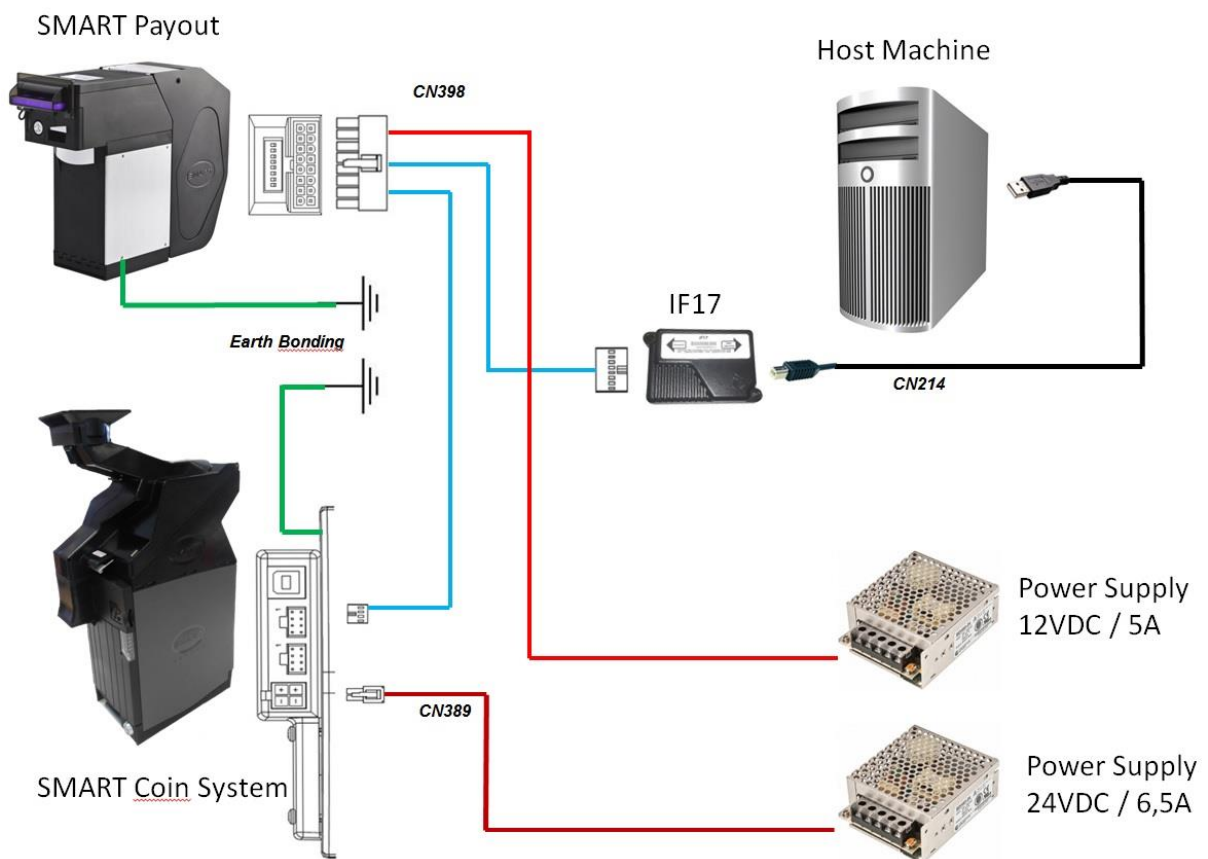 SMART Payout
Host Machine
CN398
IF17
Earth Bonding
CN214
Power Supply
12VDC / 5A
CN389
SMART Coin System
Power Supply
24VDC / 6,5A